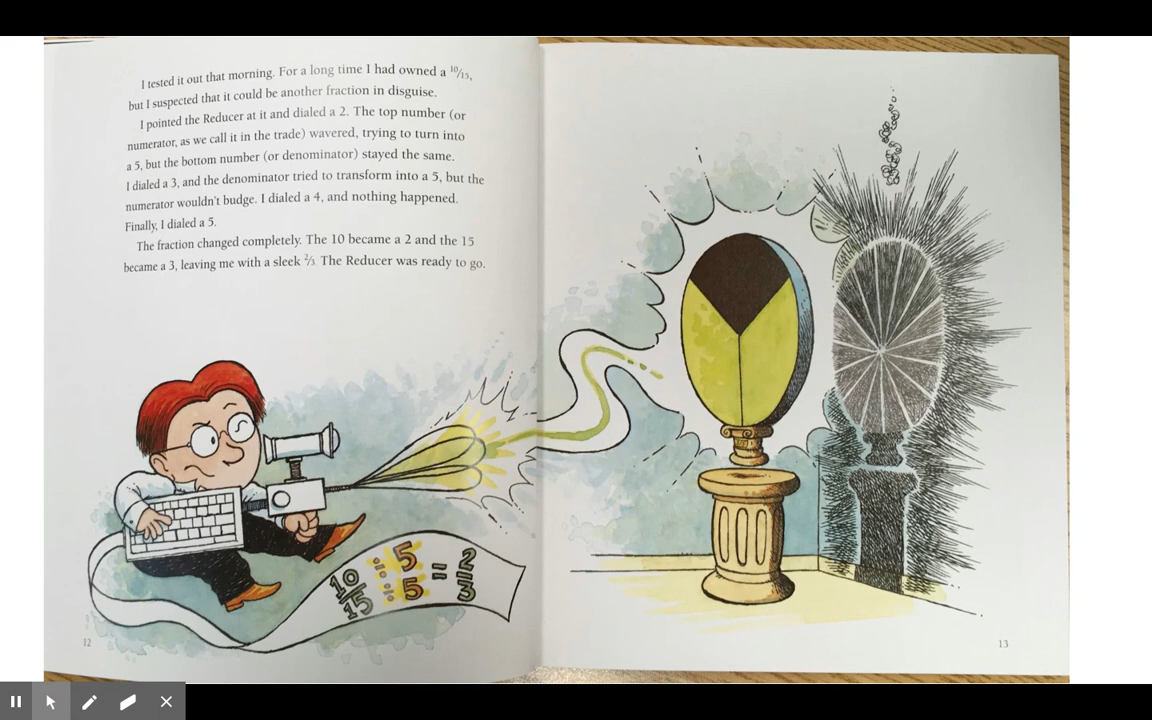 I tested it out that morning. For a long time I had owned a 10/15,
but I suspected that it could be another fraction in disguise.
I pointed the Reducer at it and dialed a 2. The top number (or
numerator, as we call it in the trade) wavered, trying to turn into
a 5, but the bottom number (or denominator) stayed the same.
I dialed a 3, and the denominator tried to transform into a 5, but the
numerator wouldn't budge. I dialed a 4, and nothing happened.
Finally, I dialed a 5.
The fraction changed completely. The 10 became a 2 and the 15
became a 3, leaving me with a sleek 2/3. The Reducer was ready to go.
10/15 ÷ 5/5 = 2/3
12
13